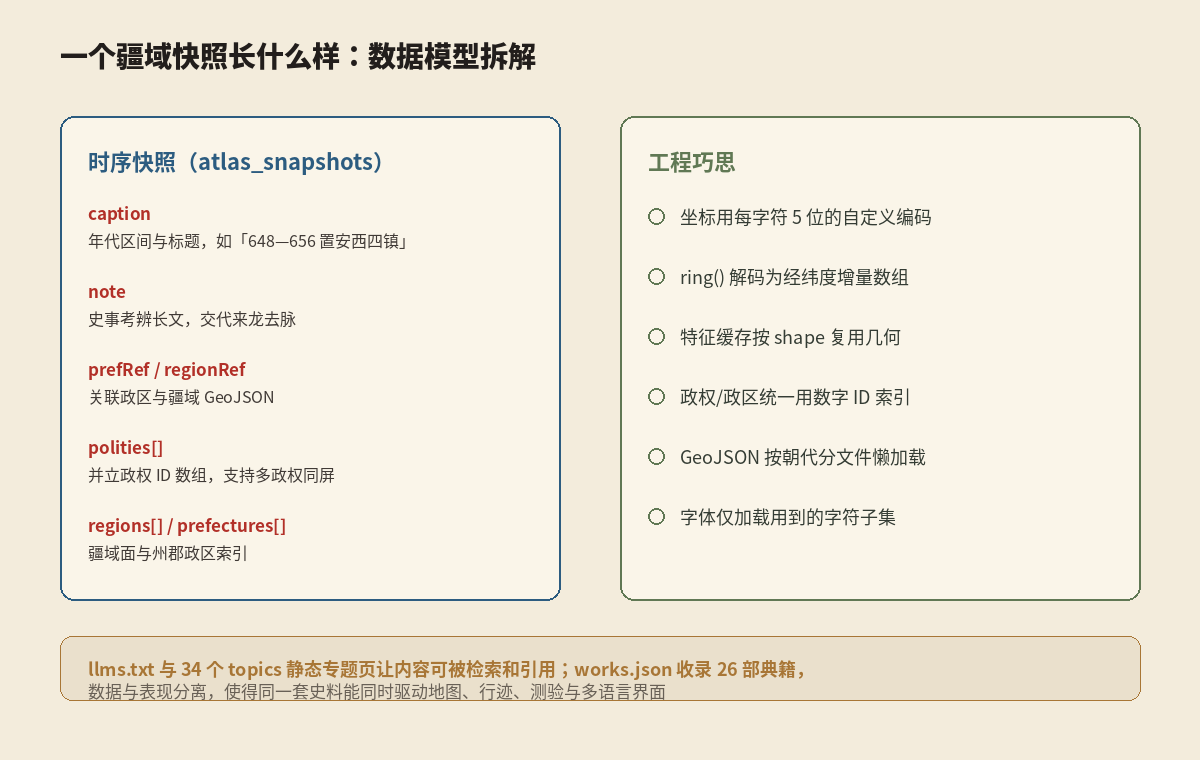 一个疆域快照长什么样：数据模型拆解
时序快照（atlas_snapshots）
caption
年代区间与标题，如「648—656 置安西四镇」
note
史事考辨长文，交代来龙去脉
prefRef / regionRef
关联政区与疆域 GeoJSON
polities[]
并立政权 ID 数组，支持多政权同屏
regions[] / prefectures[]
疆域面与州郡政区索引
工程巧思
坐标用每字符 5 位的自定义编码
ring() 解码为经纬度增量数组
特征缓存按 shape 复用几何
政权/政区统一用数字 ID 索引
GeoJSON 按朝代分文件懒加载
字体仅加载用到的字符子集
llms.txt 与 34 个 topics 静态专题页让内容可被检索和引用；works.json 收录 26 部典籍，
数据与表现分离，使得同一套史料能同时驱动地图、行迹、测验与多语言界面